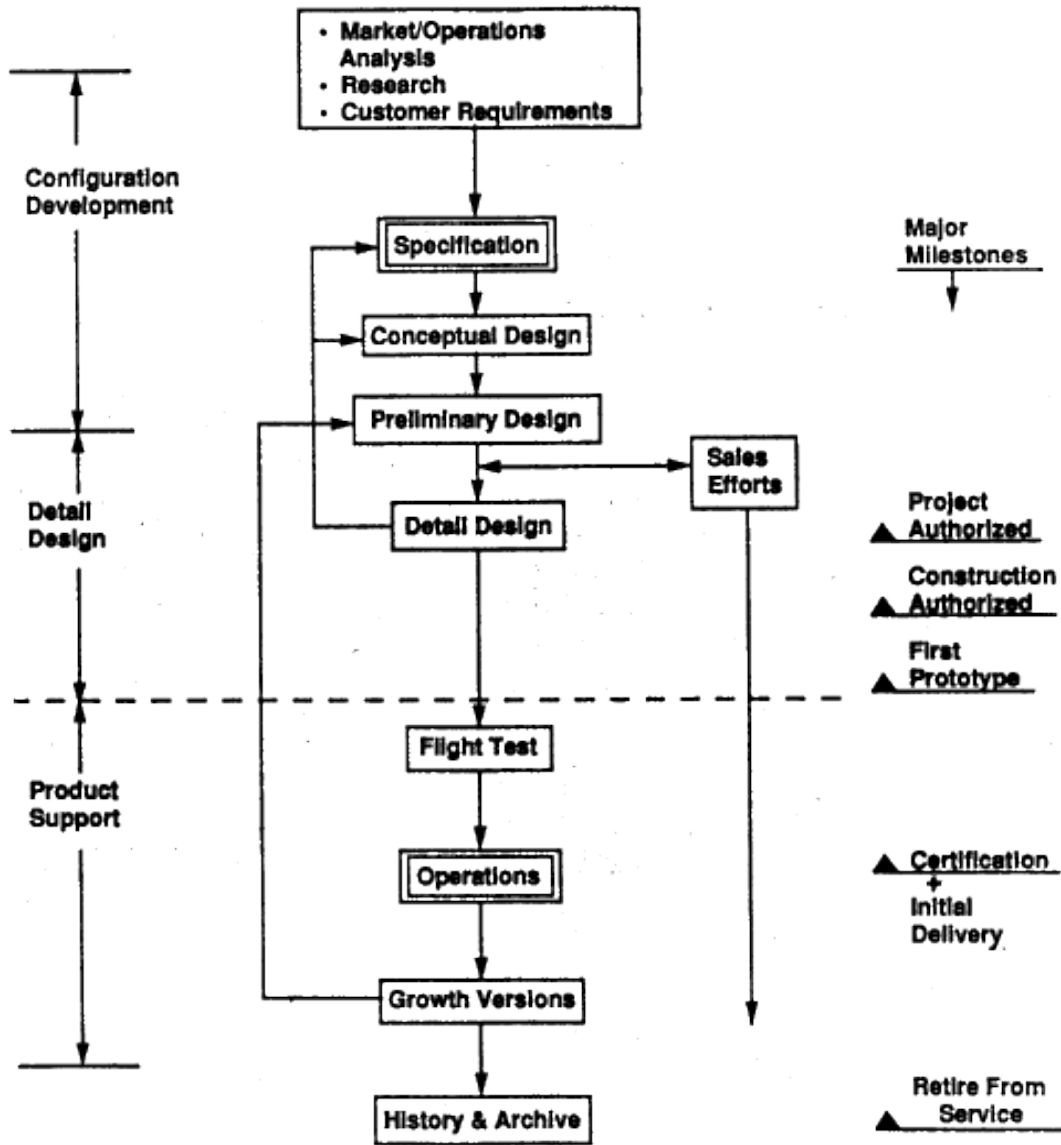 • Market/Operations
Analysis
• Research
• Customer Requirements
Configuration
Development
Specification
Major
Milestones
Conceptual Design
Preliminary Design
Sales
Efforts
Detail
Design
Detail Design
Project
Authorized
Construction
Authorized
First
Prototype
Flight Test
Product
Support
Operations
Certification
+
Initial
Delivery
Growth Versions
History & Archive
Retire From
Service